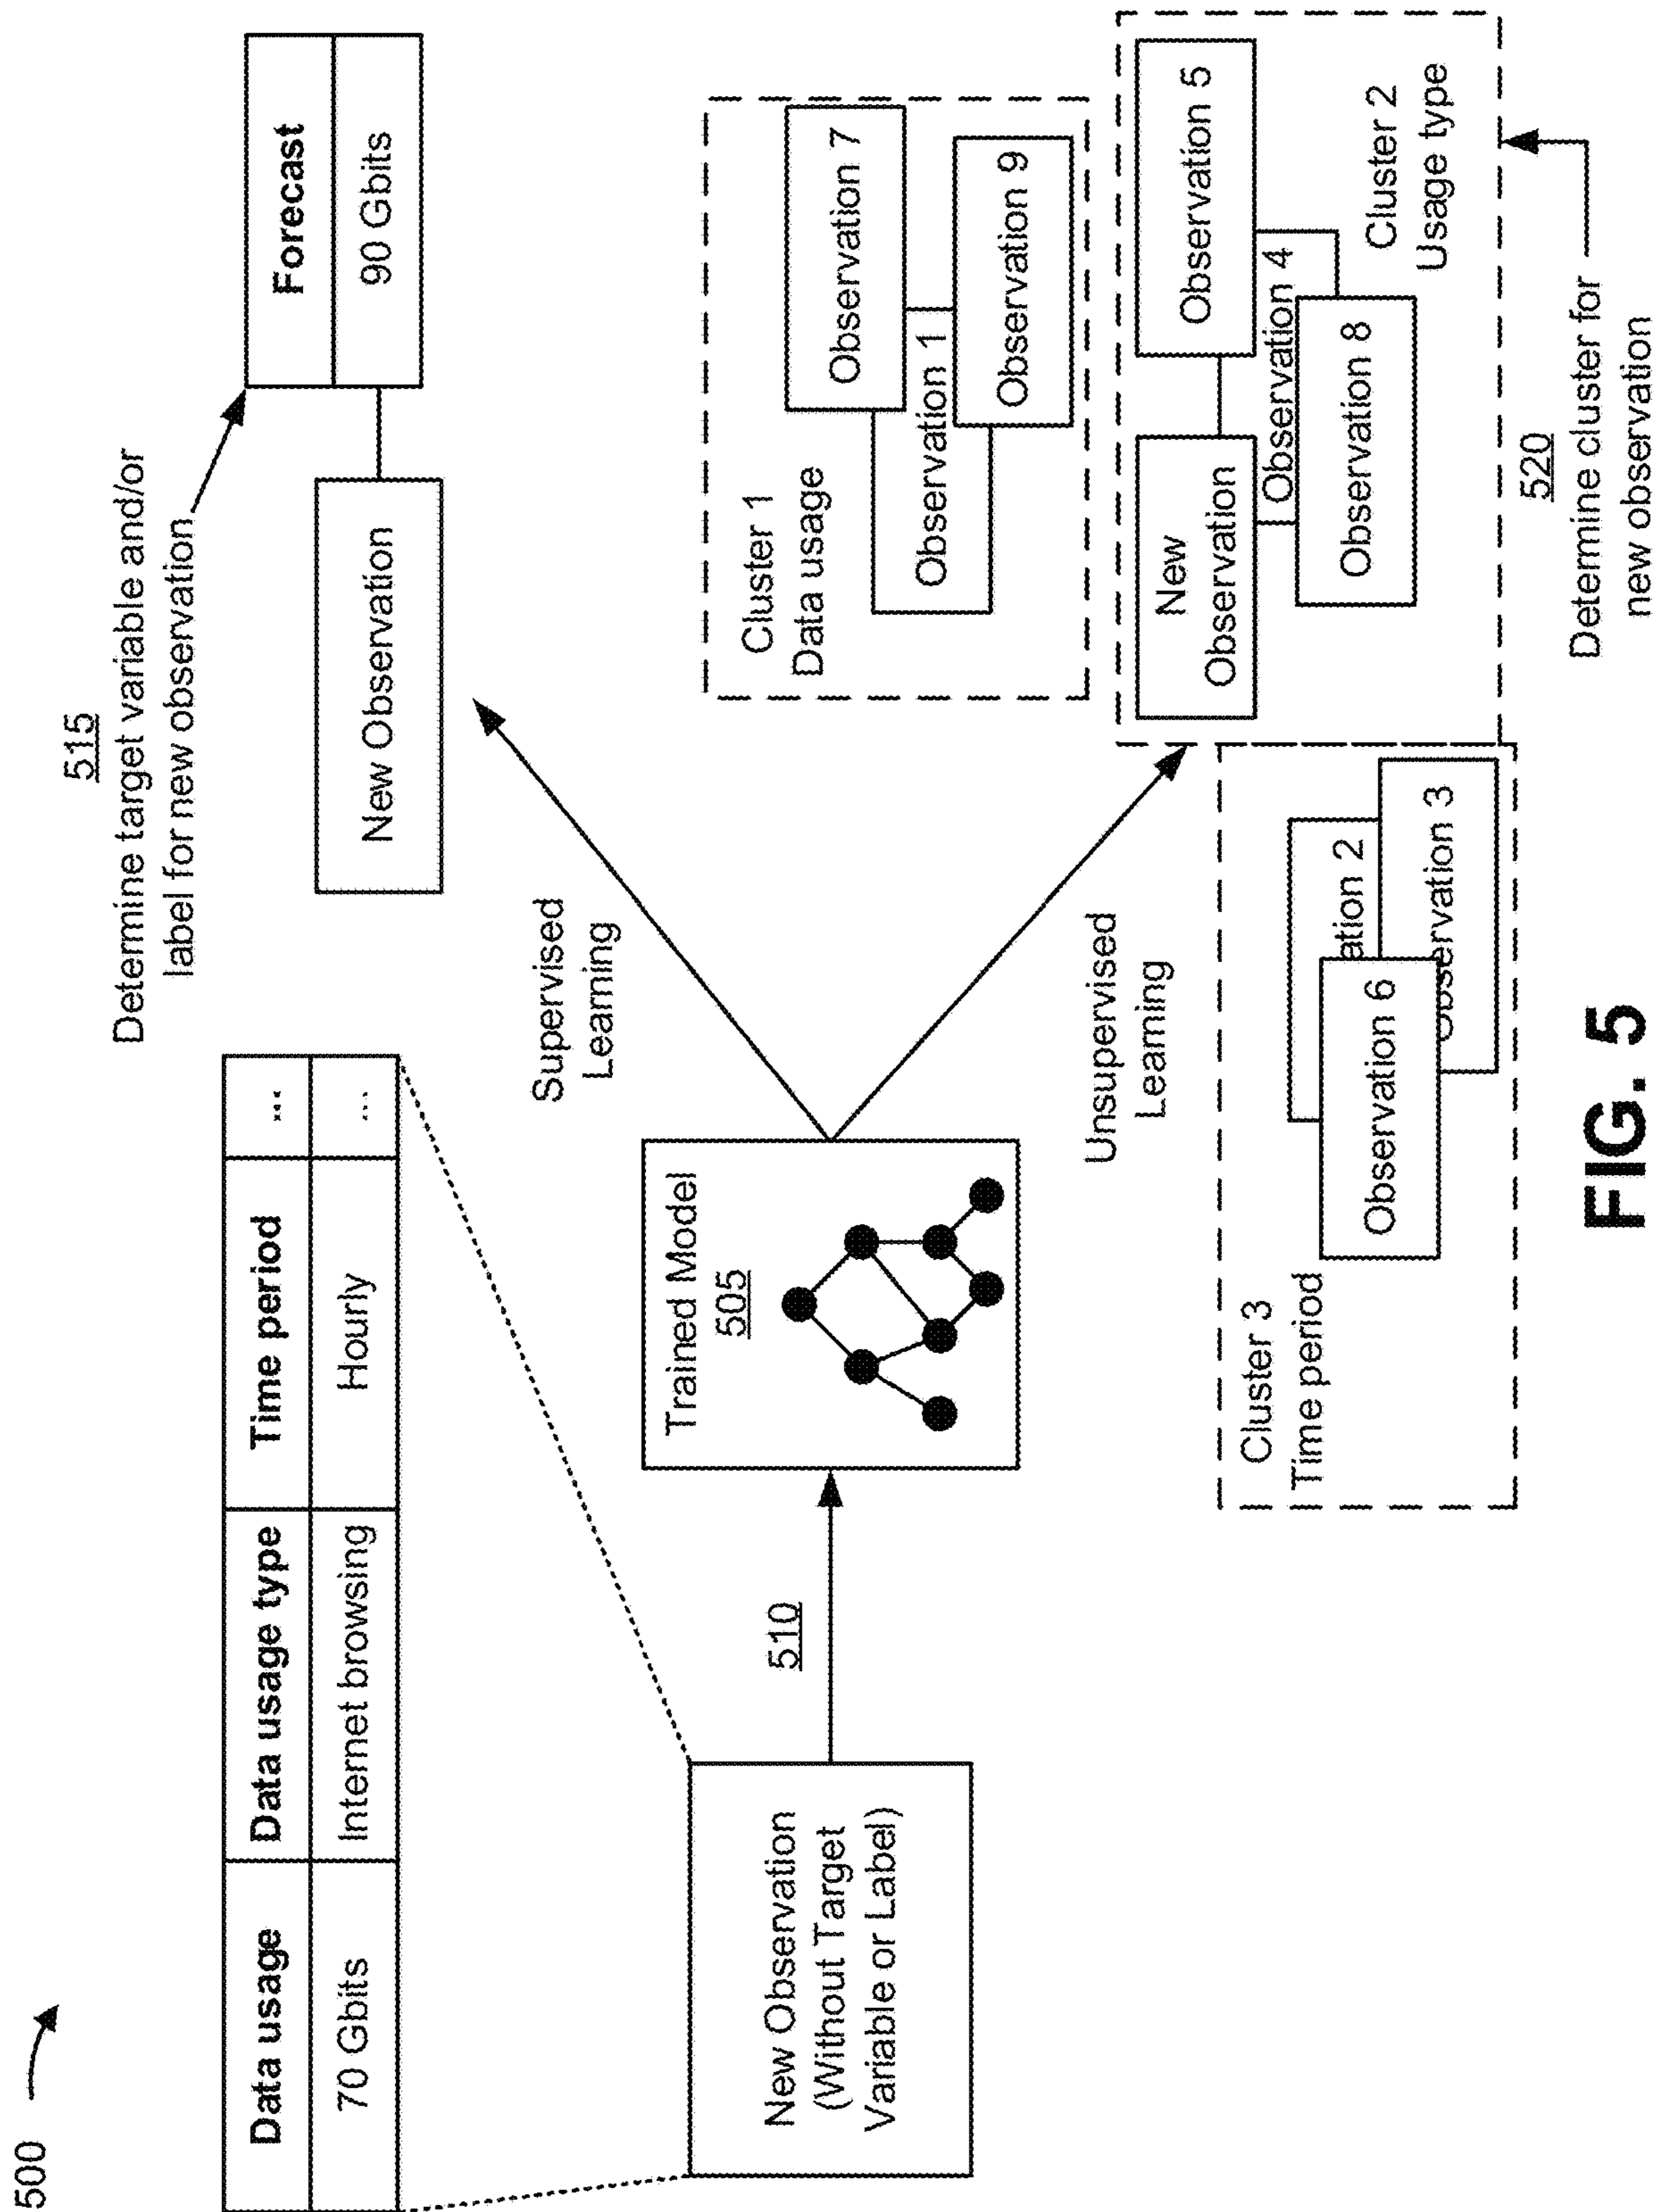 500
Data usage
Data usage type
Time period
...
70 Gbits
Internet browsing
Hourly
...
New Observation
(Without Target
Variable or Label)
510
Trained Model
505
Supervised
Learning
Unsupervised
Learning
515
Determine target variable and/or
label for new observation
New Observation
Forecast
90 Gbits
Cluster 1
Data usage
Observation 7
Observation 1
Observation 9
New
Observation
Observation 5
Observation 4
Observation 8
Cluster 2
Usage type
Cluster 3
Time period
ation 2
Observation 6
bservation 3
520
Determine cluster for
new observation
FIG. 5